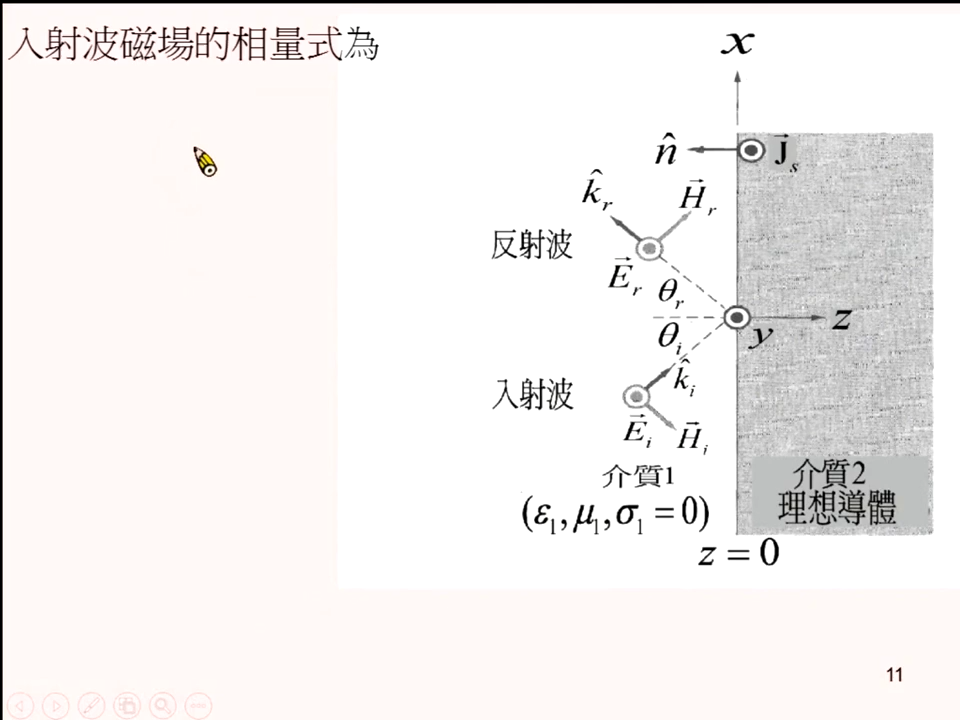 入射波磁場的相量式為
x
n̂ J⃗s
k̂r H⃗r
反射波
E⃗r θr
z
θi y
入射波 k̂i
E⃗i H⃗i
介質1 介質2
(ε1, μ1, σ1 = 0) 理想導體
z = 0
11